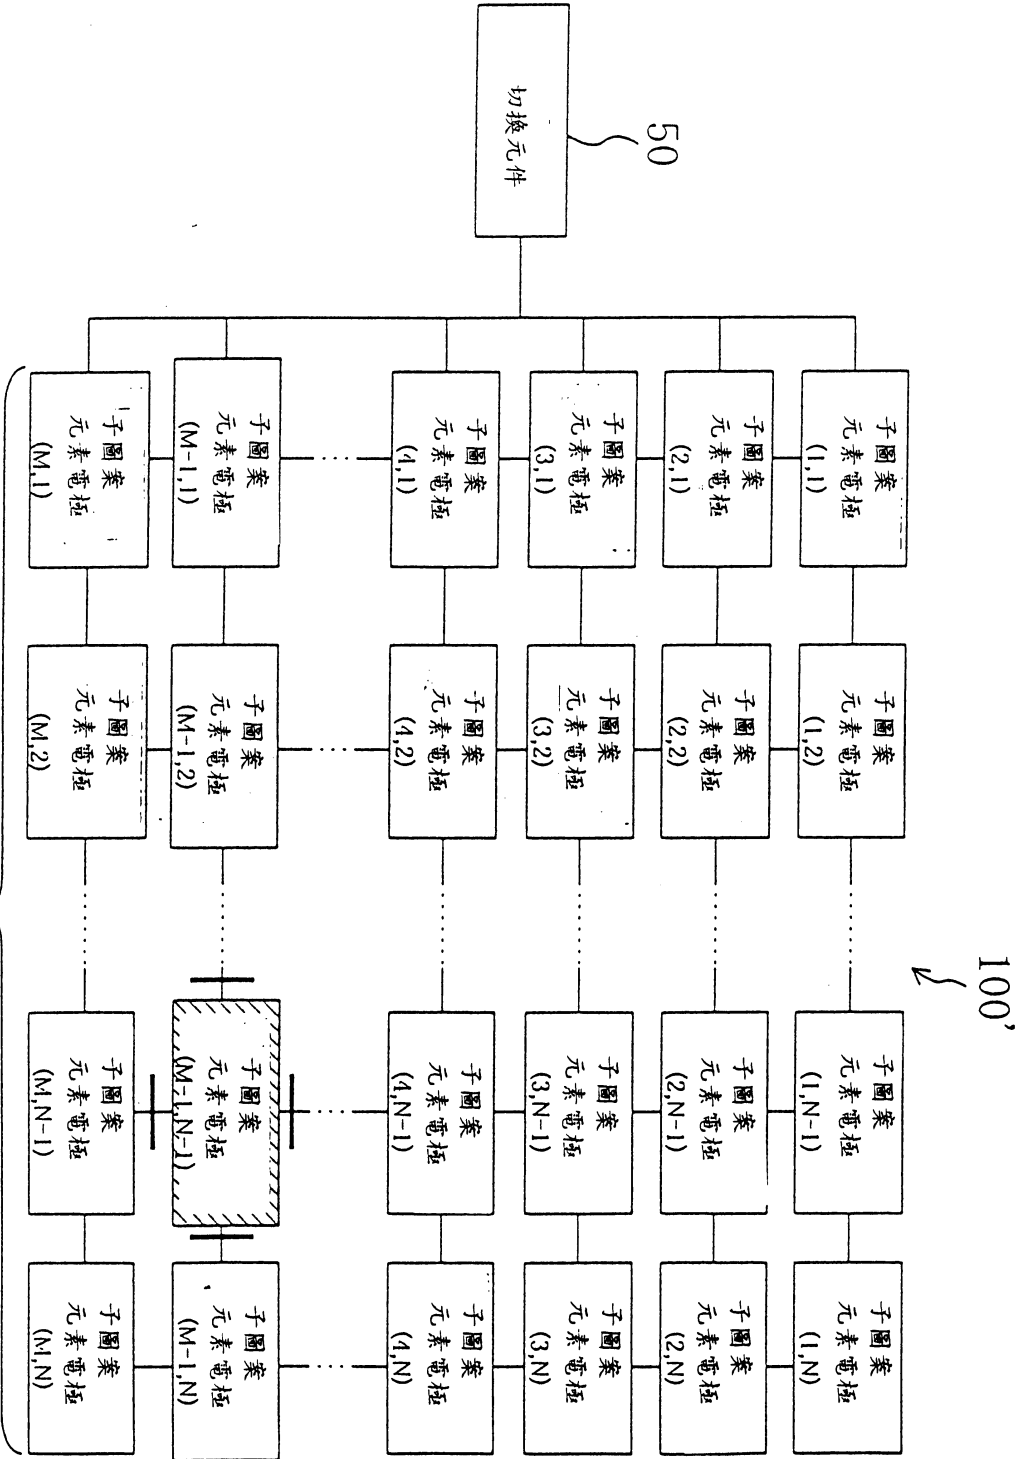 100'
50
切換元件
子圖案
元素電極
(1,1)
子圖案
元素電極
(1,2)
子圖案
元素電極
(1,N-1)
子圖案
元素電極
(1,N)
子圖案
元素電極
(2,1)
子圖案
元素電極
(2,2)
子圖案
元素電極
(2,N-1)
子圖案
元素電極
(2,N)
子圖案
元素電極
(3,1)
子圖案
元素電極
(3,2)
子圖案
元素電極
(3,N-1)
子圖案
元素電極
(3,N)
子圖案
元素電極
(4,1)
子圖案
元素電極
(4,2)
子圖案
元素電極
(4,N-1)
子圖案
元素電極
(4,N)
子圖案
元素電極
(M-1,1)
子圖案
元素電極
(M-1,2)
子圖案
元素電極
(M-1,N-1)
子圖案
元素電極
(M-1,N)
子圖案
元素電極
(M,1)
子圖案
元素電極
(M,2)
子圖案
元素電極
(M,N-1)
子圖案
元素電極
(M,N)